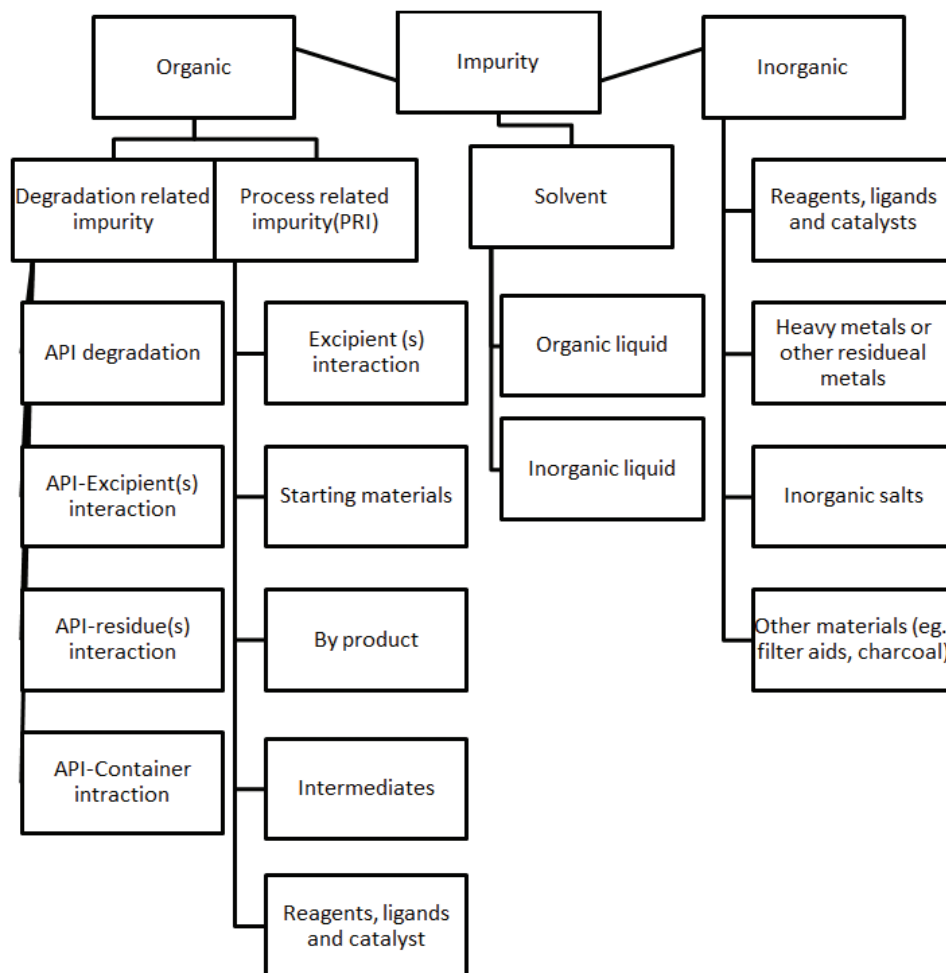 Organic
Impurity
Inorganic
Degradation related
impurity
Process related
impurity(PRI)
Solvent
Reagents, ligands
and catalysts
API degradation
Excipient (s)
interaction
Organic liquid
Heavy metals or
other residueal
metals
API-Excipient(s)
interaction
Starting materials
Inorganic liquid
Inorganic salts
API-residue(s)
interaction
By product
Other materials (eg.
filter aids, charcoal)
API-Container
intraction
Intermediates
Reagents, ligands
and catalyst